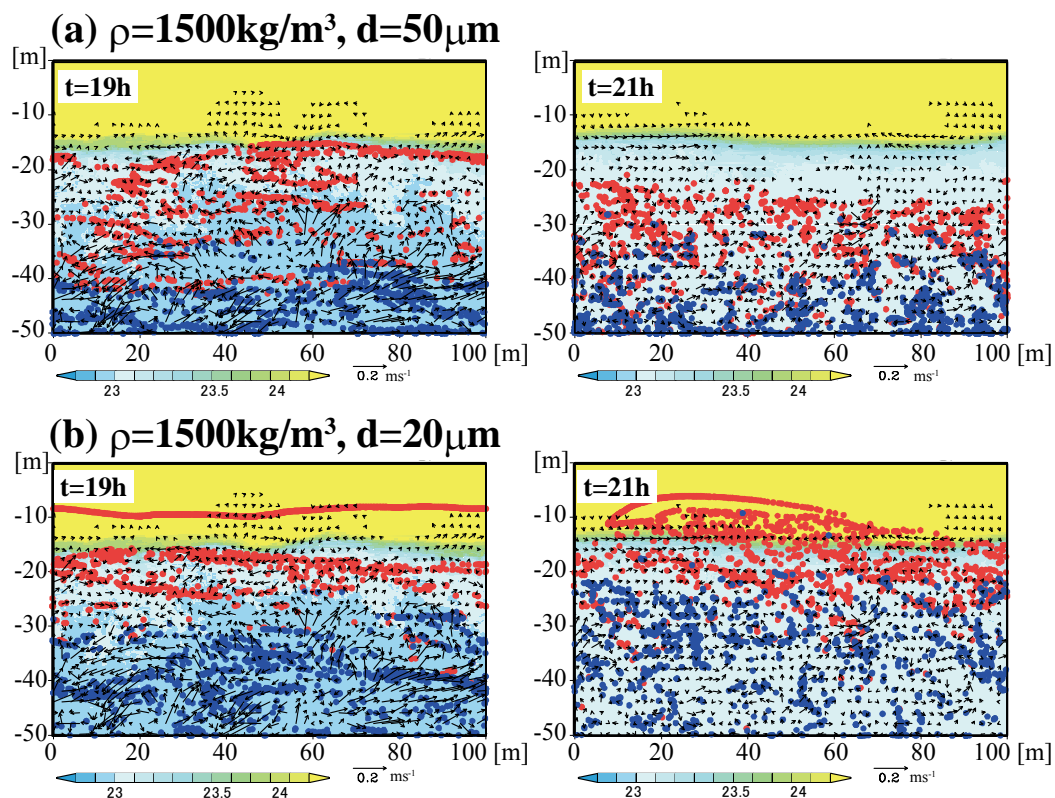 (a) ρ=1500kg/m³, d=50μm
[m] [m]
t=19h t=21h
-10 -10
-20 -20
-30 -30
-40 -40
-50 -50
0 20 40 60 80 100 [m] 0 20 40 60 80 100 [m]
23 23.5 24 0.2 ms⁻¹ 23 23.5 24 0.2 ms⁻¹
(b) ρ=1500kg/m³, d=20μm
[m] [m]
t=19h t=21h
-10 -10
-20 -20
-30 -30
-40 -40
-50 -50
0 20 40 60 80 100 [m] 0 20 40 60 80 100 [m]
23 23.5 24 0.2 ms⁻¹ 23 23.5 24 0.2 ms⁻¹